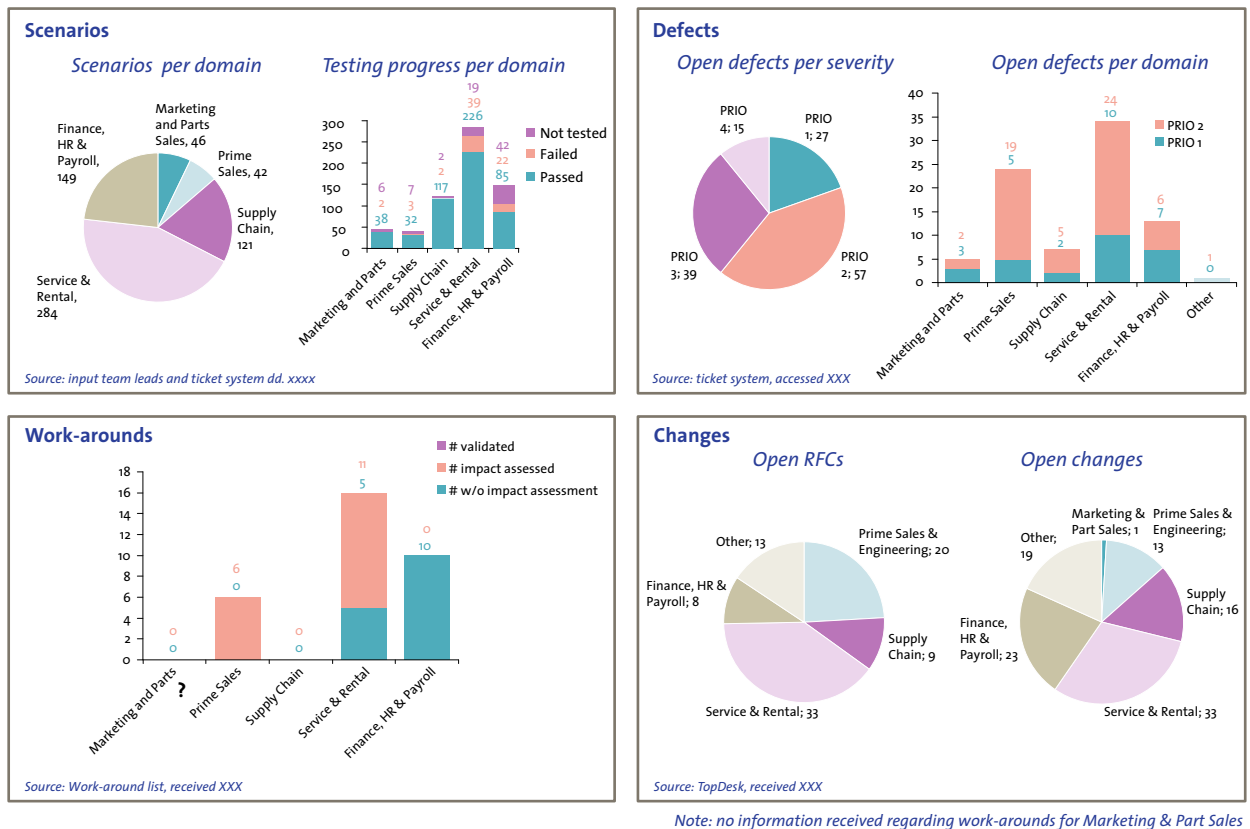 Scenarios
Scenarios per domain
Marketing
and Parts
Sales, 46
Prime
Sales, 42
Supply
Chain,
121
Service &
Rental,
284
Finance,
HR &
Payroll,
149
Testing progress per domain
300
250
200
150
100
50
0
6
2
38
7
3
32
2
2
117
19
39
226
42
22
85
Not tested
Failed
Passed
Marketing and Parts
Prime Sales
Supply Chain
Service & Rental
Finance, HR & Payroll
Source: input team leads and ticket system dd. xxxx
Defects
Open defects per severity
PRIO
1; 27
PRIO
2; 57
PRIO
3; 39
PRIO
4; 15
Open defects per domain
40
35
30
25
20
15
10
5
0
2
3
19
5
5
2
24
10
6
7
1
0
PRIO 2
PRIO 1
Marketing and Parts
Prime Sales
Supply Chain
Service & Rental
Finance, HR & Payroll
Other
Source: ticket system, accessed XXX
Work-arounds
# validated
# impact assessed
# w/o impact assessment
18
16
14
12
10
8
6
4
2
0
0
0
6
0
0
0
11
5
0
10
Marketing and Parts
?
Prime Sales
Supply Chain
Service & Rental
Finance, HR & Payroll
Source: Work-around list, received XXX
Changes
Open RFCs
Prime Sales &
Engineering; 20
Supply
Chain; 9
Service & Rental; 33
Finance, HR &
Payroll; 8
Other; 13
Open changes
Marketing &
Part Sales; 1
Prime Sales &
Engineering;
13
Supply
Chain; 16
Service & Rental; 33
Finance,
HR &
Payroll; 23
Other;
19
Source: TopDesk, received XXX
Note: no information received regarding work-arounds for Marketing & Part Sales